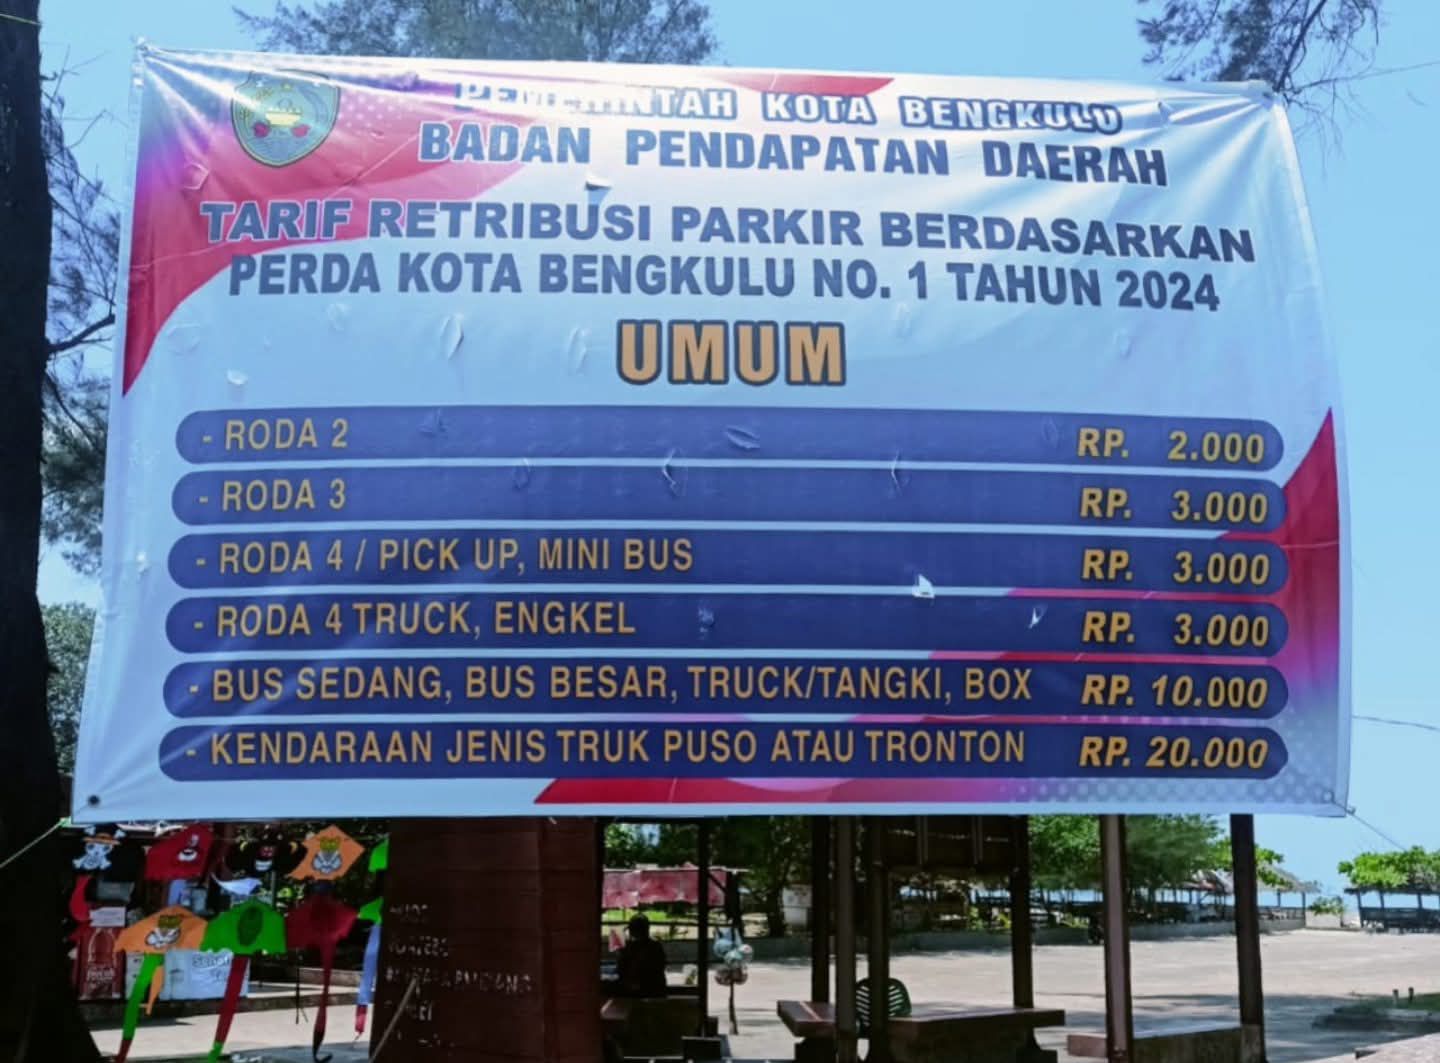 PEMERINTAH KOTA BENGKULU
BADAN PENDAPATAN DAERAH
TARIF RETRIBUSI PARKIR BERDASARKAN
PERDA KOTA BENGKULU NO. 1 TAHUN 2024
UMUM
- RODA 2 RP. 2.000
- RODA 3 RP. 3.000
- RODA 4 / PICK UP, MINI BUS RP. 3.000
- RODA 4 TRUCK, ENGKEL RP. 3.000
- BUS SEDANG, BUS BESAR, TRUCK/TANGKI, BOX RP. 10.000
- KENDARAAN JENIS TRUK PUSO ATAU TRONTON RP. 20.000